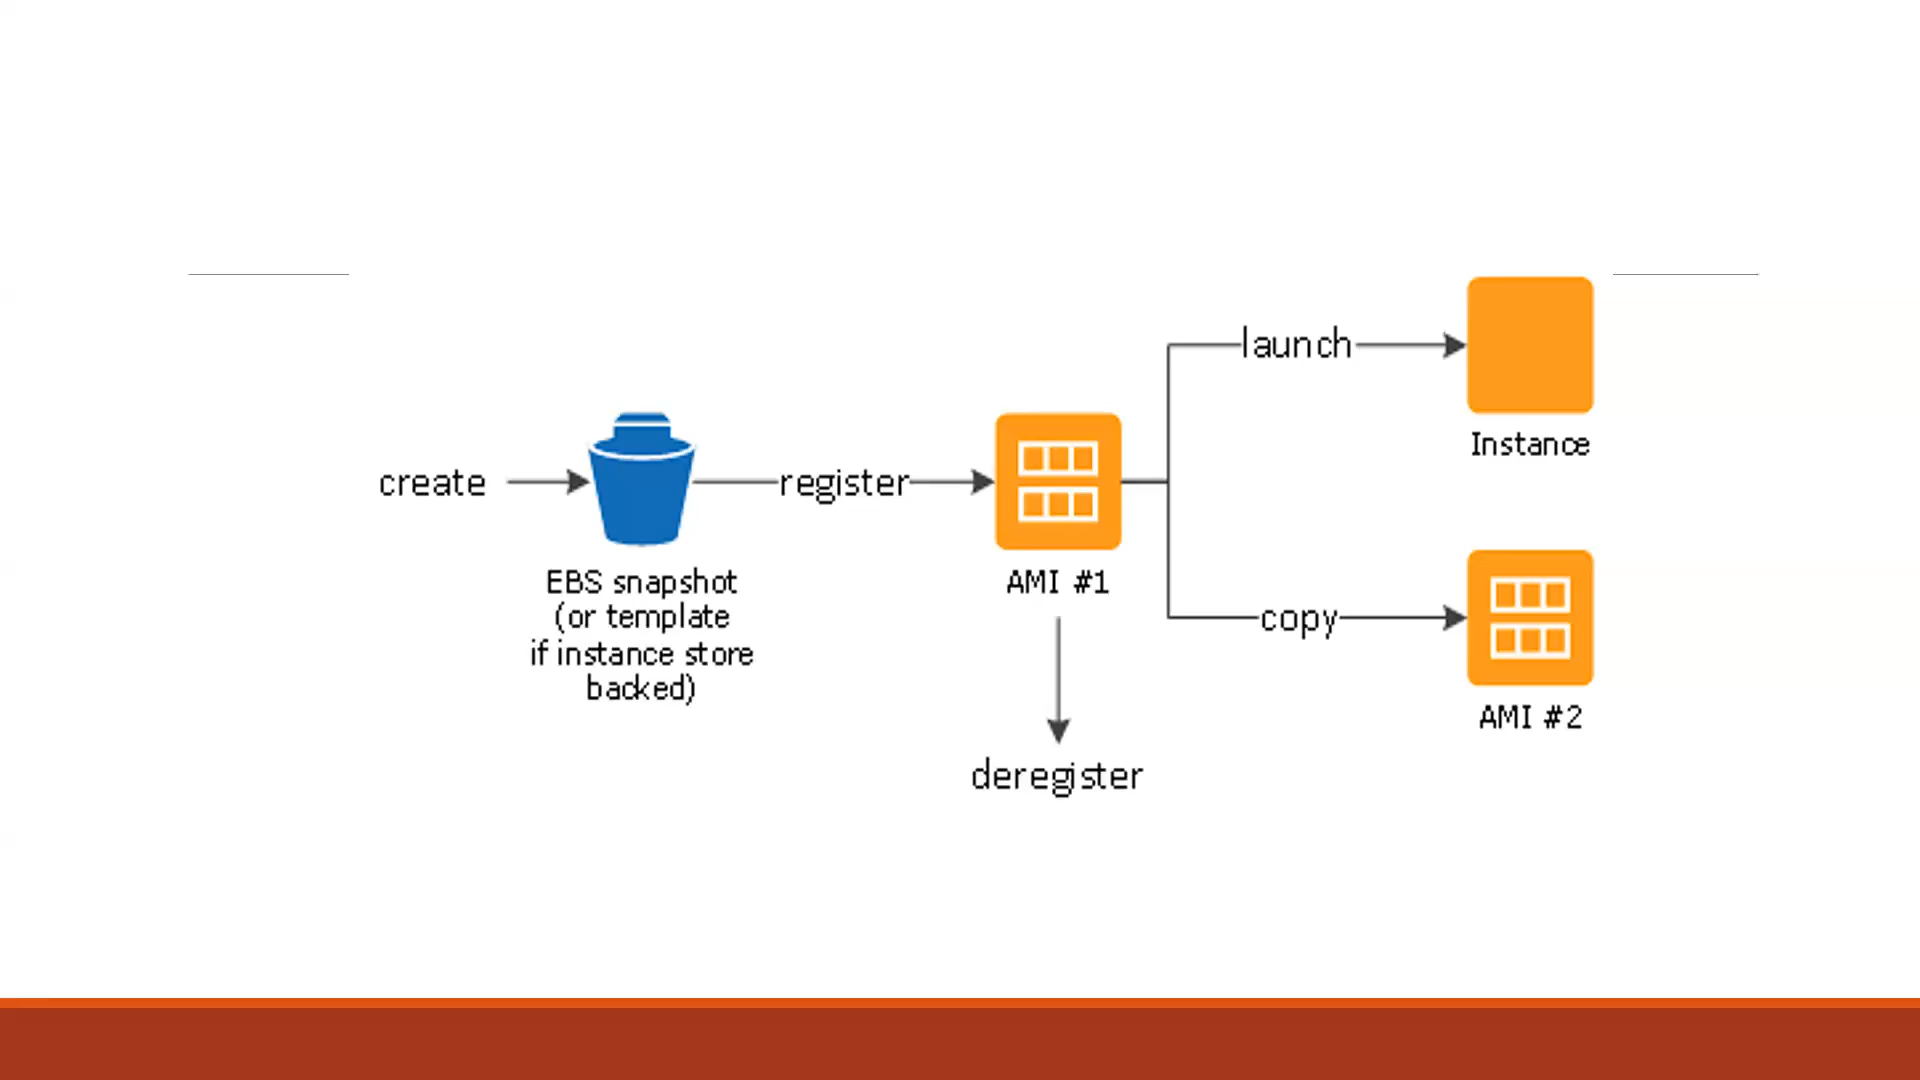 launch
Instance
create
register
EBS snapshot
(or template
if instance store
backed)
AMI #1
copy
AMI #2
deregister